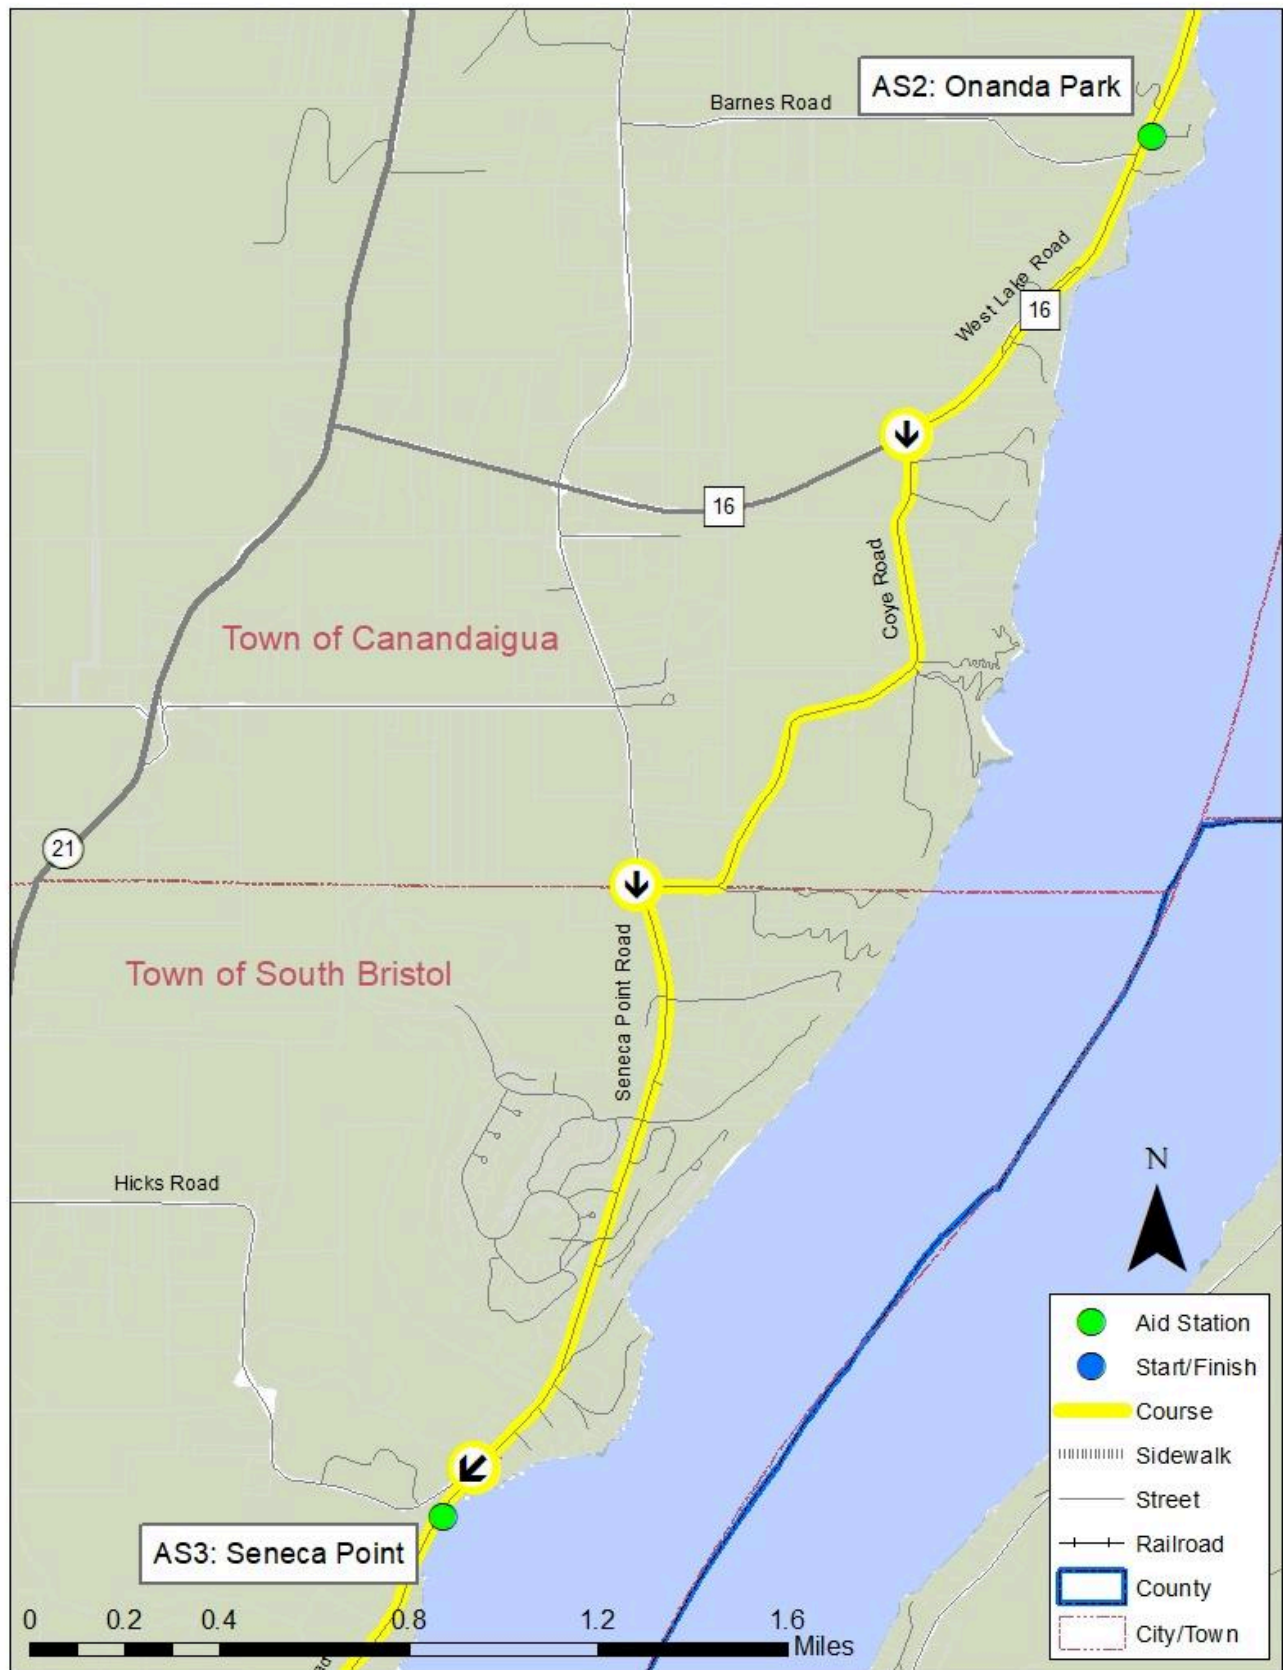 AS2: Onanda Park
Barnes Road
West Lake Road
16
16
Coye Road
Town of Canandaigua
21
Town of South Bristol
Seneca Point Road
Hicks Road
N
AS3: Seneca Point
Aid Station
Start/Finish
Course
Sidewalk
Street
Railroad
County
City/Town
0 0.2 0.4 0.8 1.2 1.6
Miles